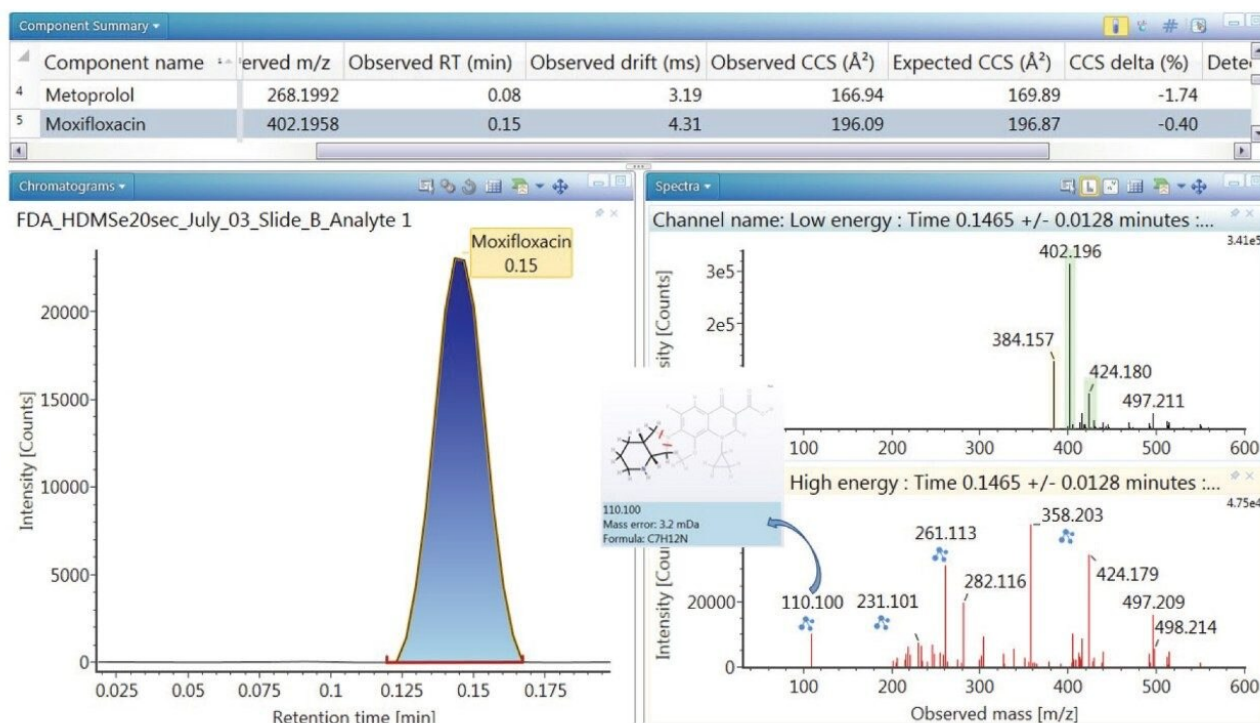 Component Summary
Component name erved m/z Observed RT (min) Observed drift (ms) Observed CCS (Å²) Expected CCS (Å²) CCS delta (%) Dete
4 Metoprolol 268.1992 0.08 3.19 166.94 169.89 -1.74
5 Moxifloxacin 402.1958 0.15 4.31 196.09 196.87 -0.40
Chromatograms
FDA_HDMSe20sec_July_03_Slide_B_Analyte 1
Moxifloxacin
0.15
Intensity [Counts]
20000
15000
10000
5000
0
0.025 0.05 0.075 0.1 0.125 0.15 0.175
Retention time [min]
Spectra
Channel name: Low energy : Time 0.1465 +/- 0.0128 minutes :...
3.41e5
402.196
3e5
2e5
sity [Counts]
384.157
424.180
497.211
100 200 300 400 500 600
110.100
Mass error: 3.2 mDa
Formula: C7H12N
High energy : Time 0.1465 +/- 0.0128 minutes :...
4.75e4
358.203
261.113
282.116
424.179
110.100
231.101
497.209
498.214
Intensity [Cou
20000
0
100 200 300 400 500 600
Observed mass [m/z]